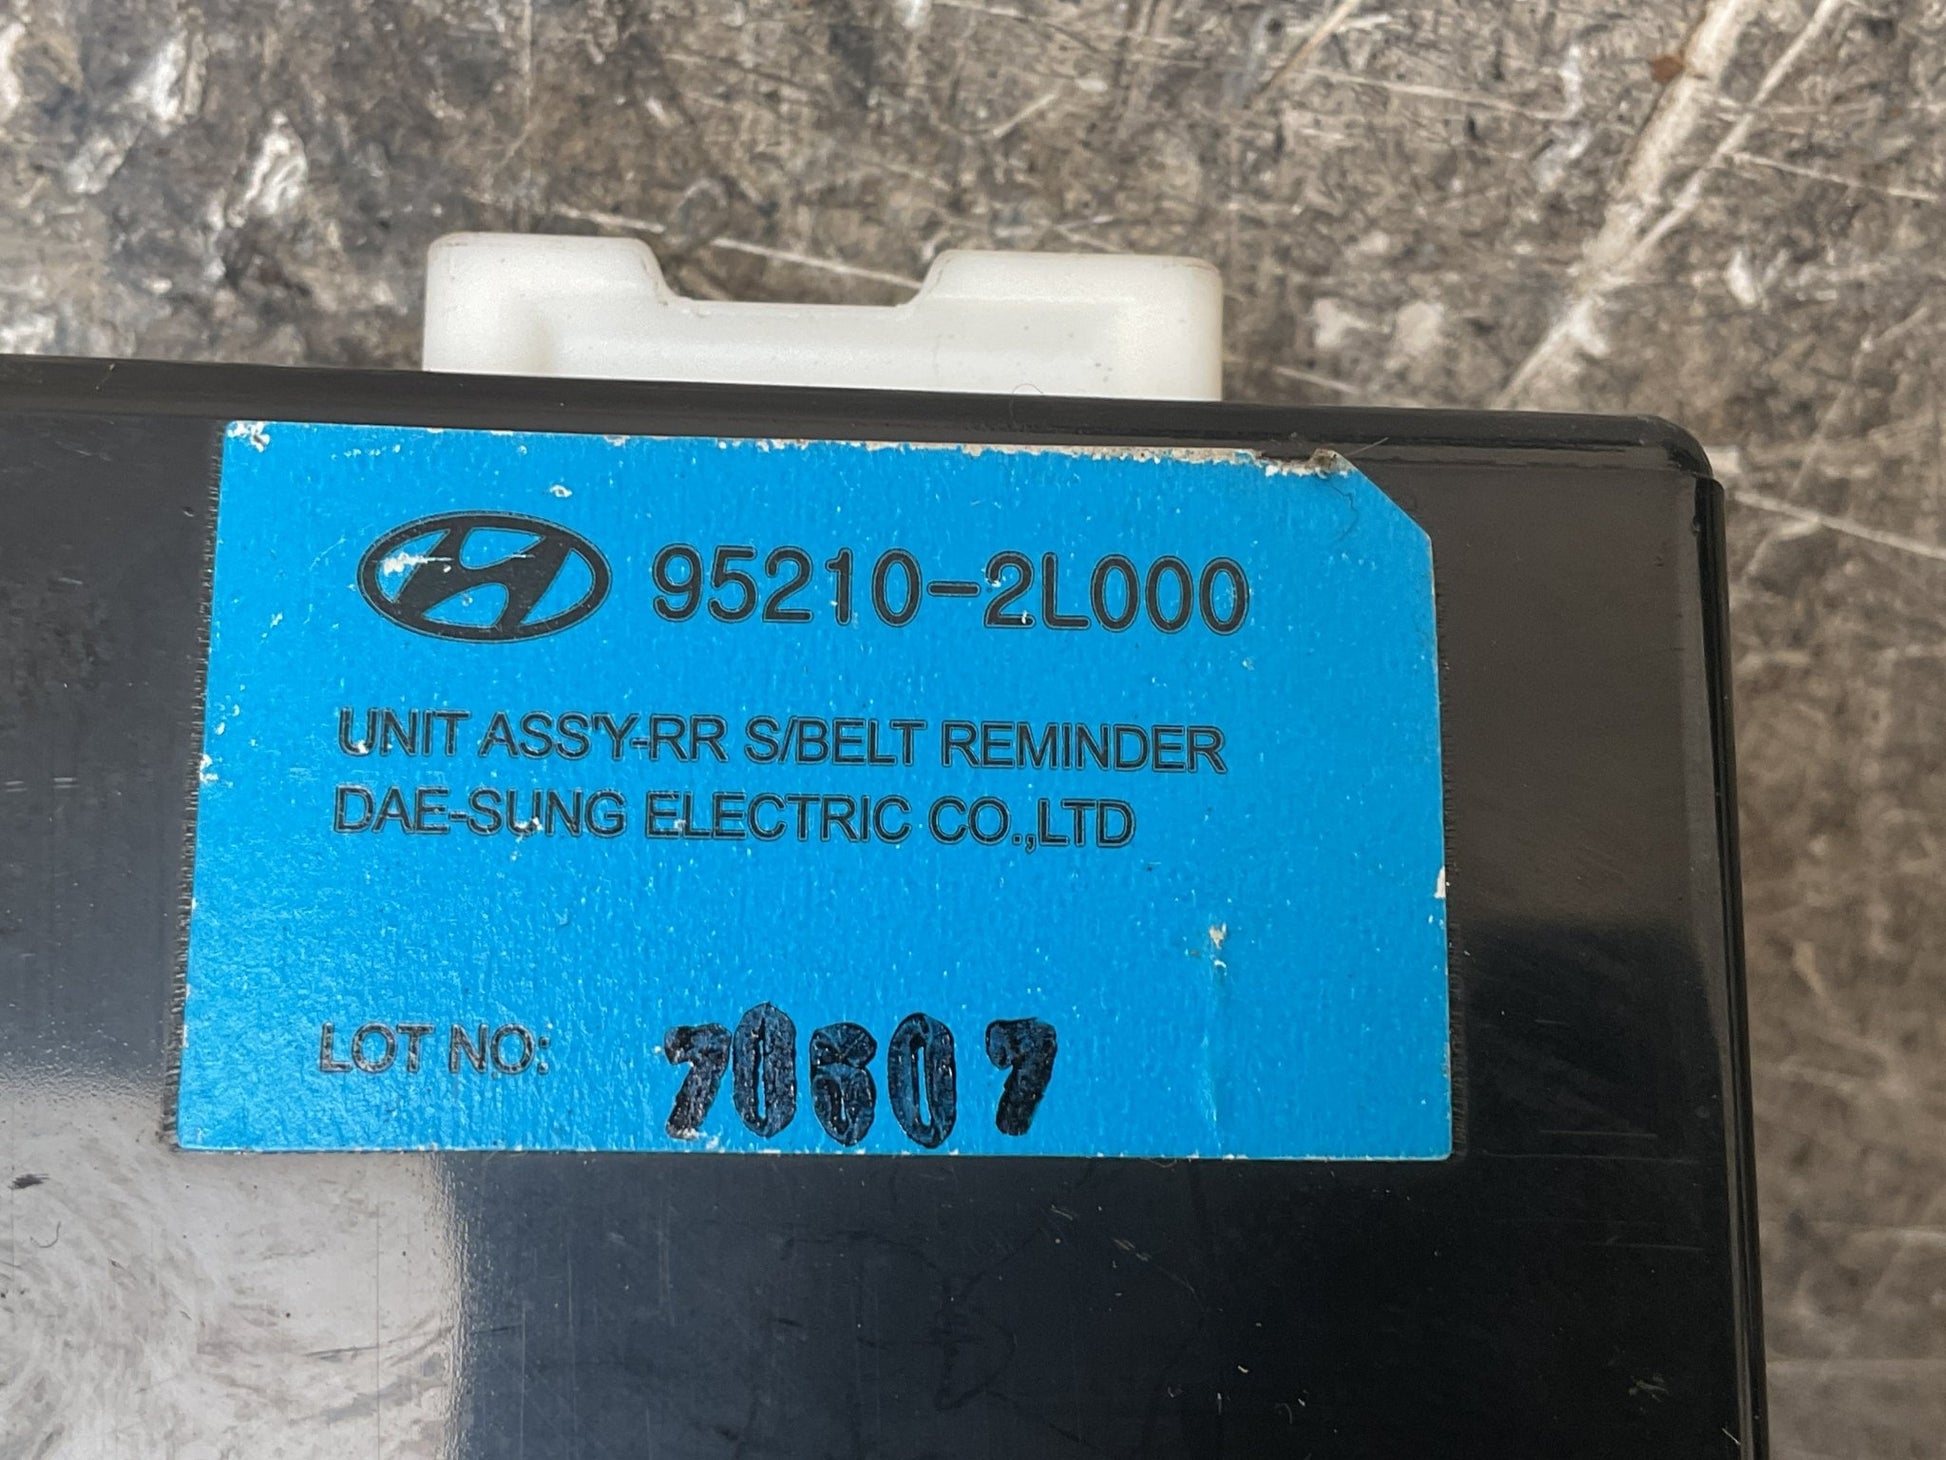 95210-2L000
UNIT ASS'Y-RR S/BELT REMINDER
DAE-SUNG ELECTRIC CO.,LTD
LOT NO: 70607